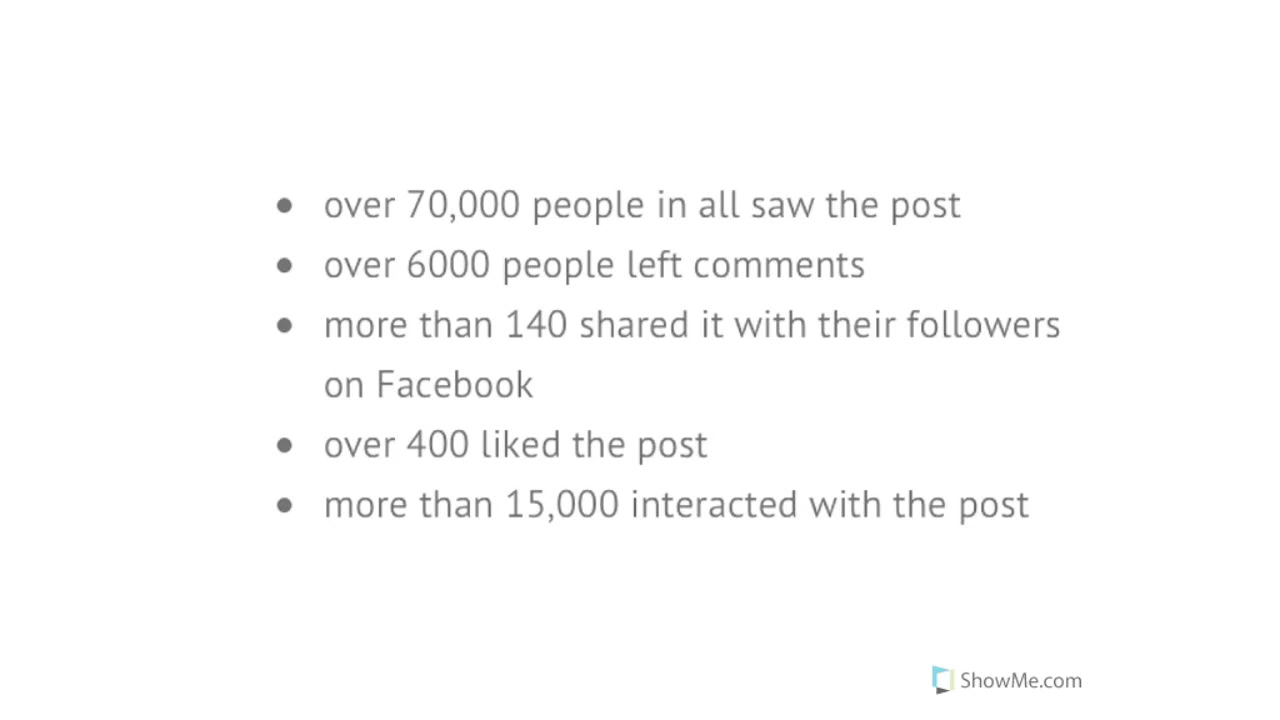 • over 70,000 people in all saw the post
• over 6000 people left comments
• more than 140 shared it with their followers
on Facebook
• over 400 liked the post
• more than 15,000 interacted with the post
ShowMe.com